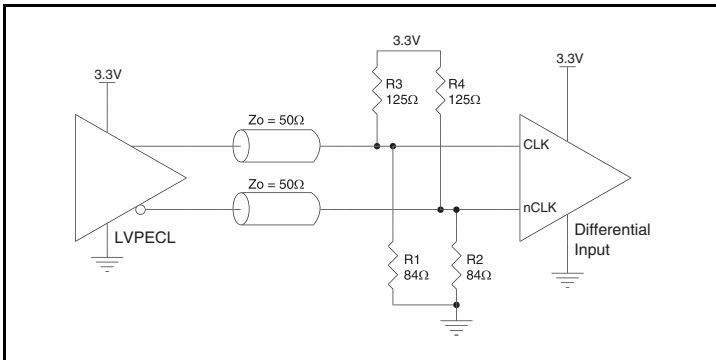 3.3V
3.3V
3.3V
R3
125Ω
R4
125Ω
Zo = 50Ω
CLK
Zo = 50Ω
nCLK
LVPECL
Differential
Input
R1
84Ω
R2
84Ω